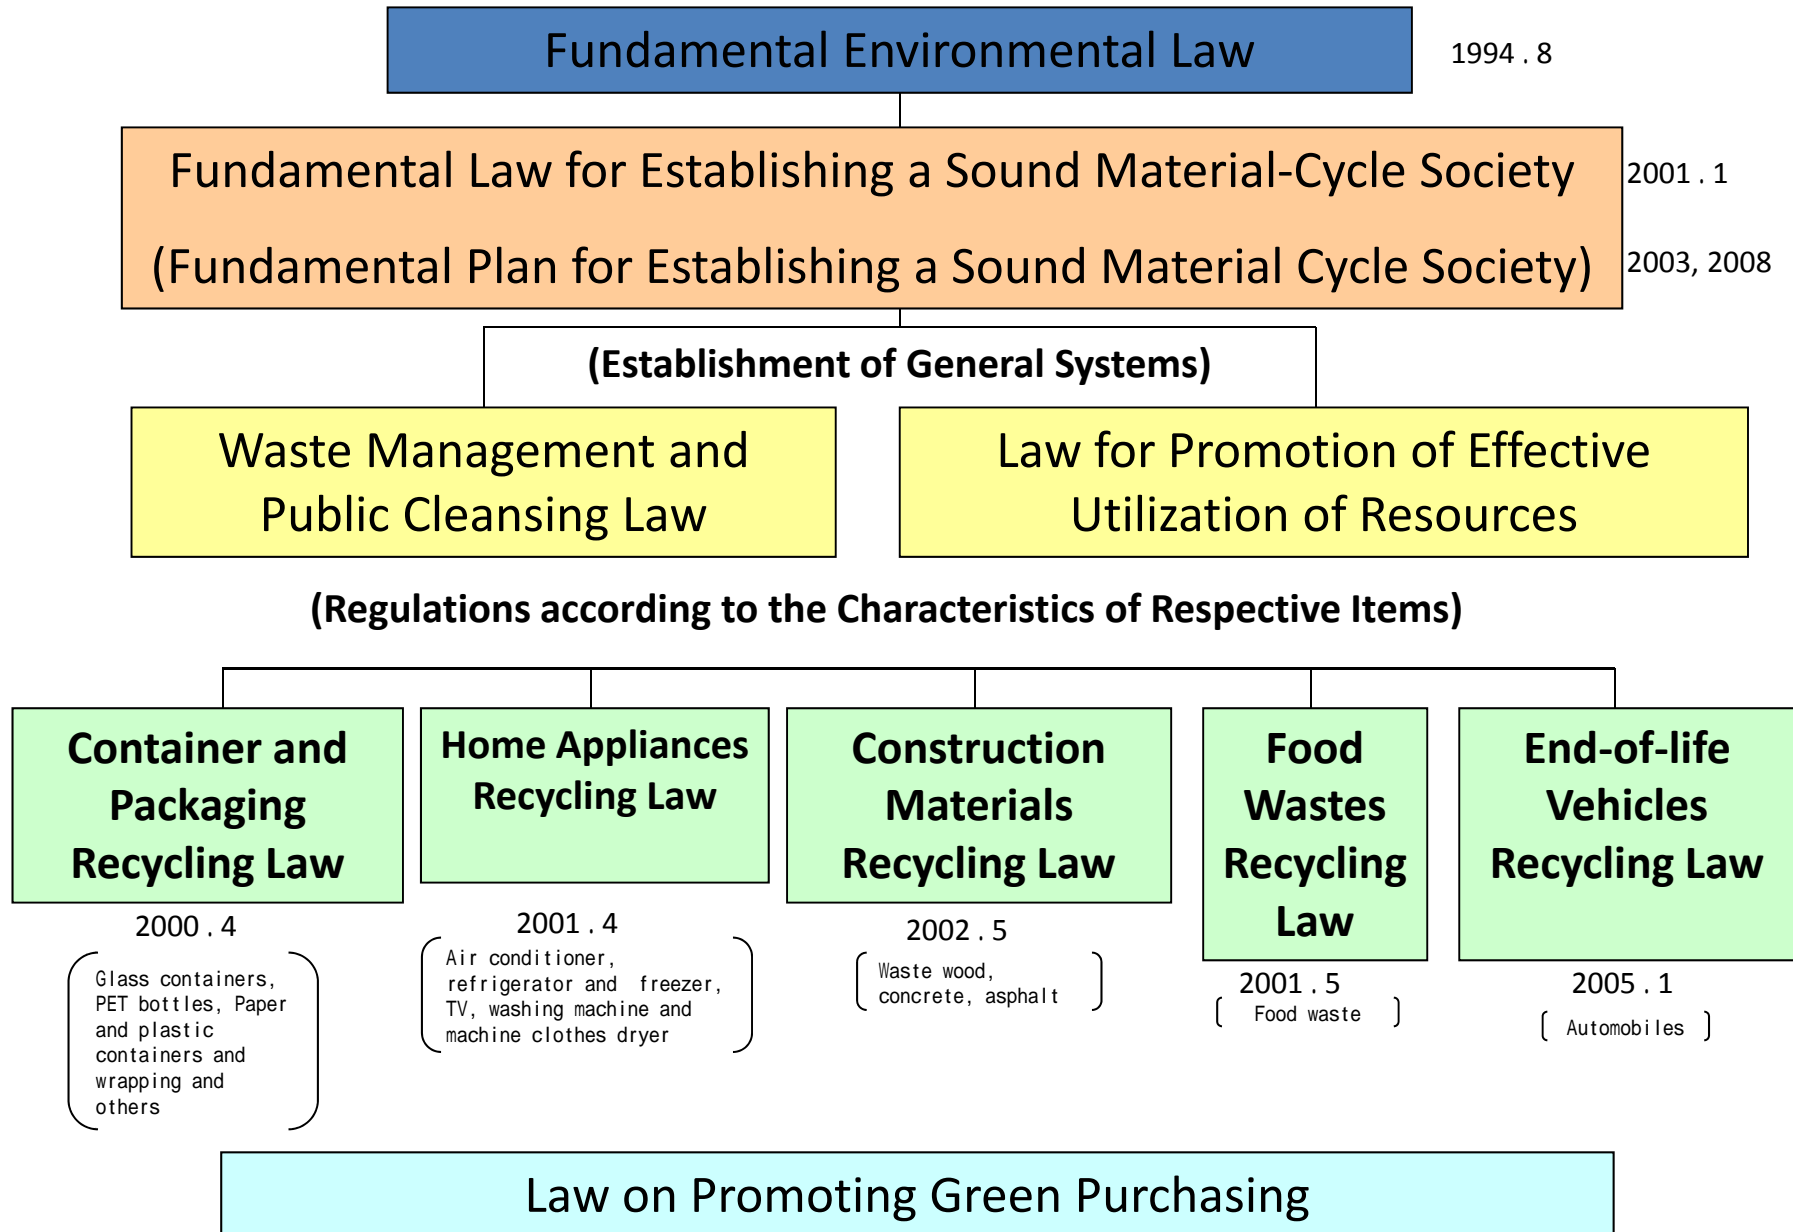 Fundamental Environmental Law
1994 . 8
Fundamental Law for Establishing a Sound Material-Cycle Society
2001 . 1
(Fundamental Plan for Establishing a Sound Material Cycle Society)
2003, 2008
(Establishment of General Systems)
Waste Management and
Public Cleansing Law
Law for Promotion of Effective
Utilization of Resources
(Regulations according to the Characteristics of Respective Items)
Container and
Packaging
Recycling Law
2000 . 4
Glass containers,
PET bottles, Paper
and plastic
containers and
wrapping and
others
Home Appliances
Recycling Law
2001 . 4
Air conditioner,
refrigerator and freezer,
TV, washing machine and
machine clothes dryer
Construction
Materials
Recycling Law
2002 . 5
Waste wood,
concrete, asphalt
Food
Wastes
Recycling
Law
2001 . 5
Food waste
End-of-life
Vehicles
Recycling Law
2005 . 1
Automobiles
Law on Promoting Green Purchasing